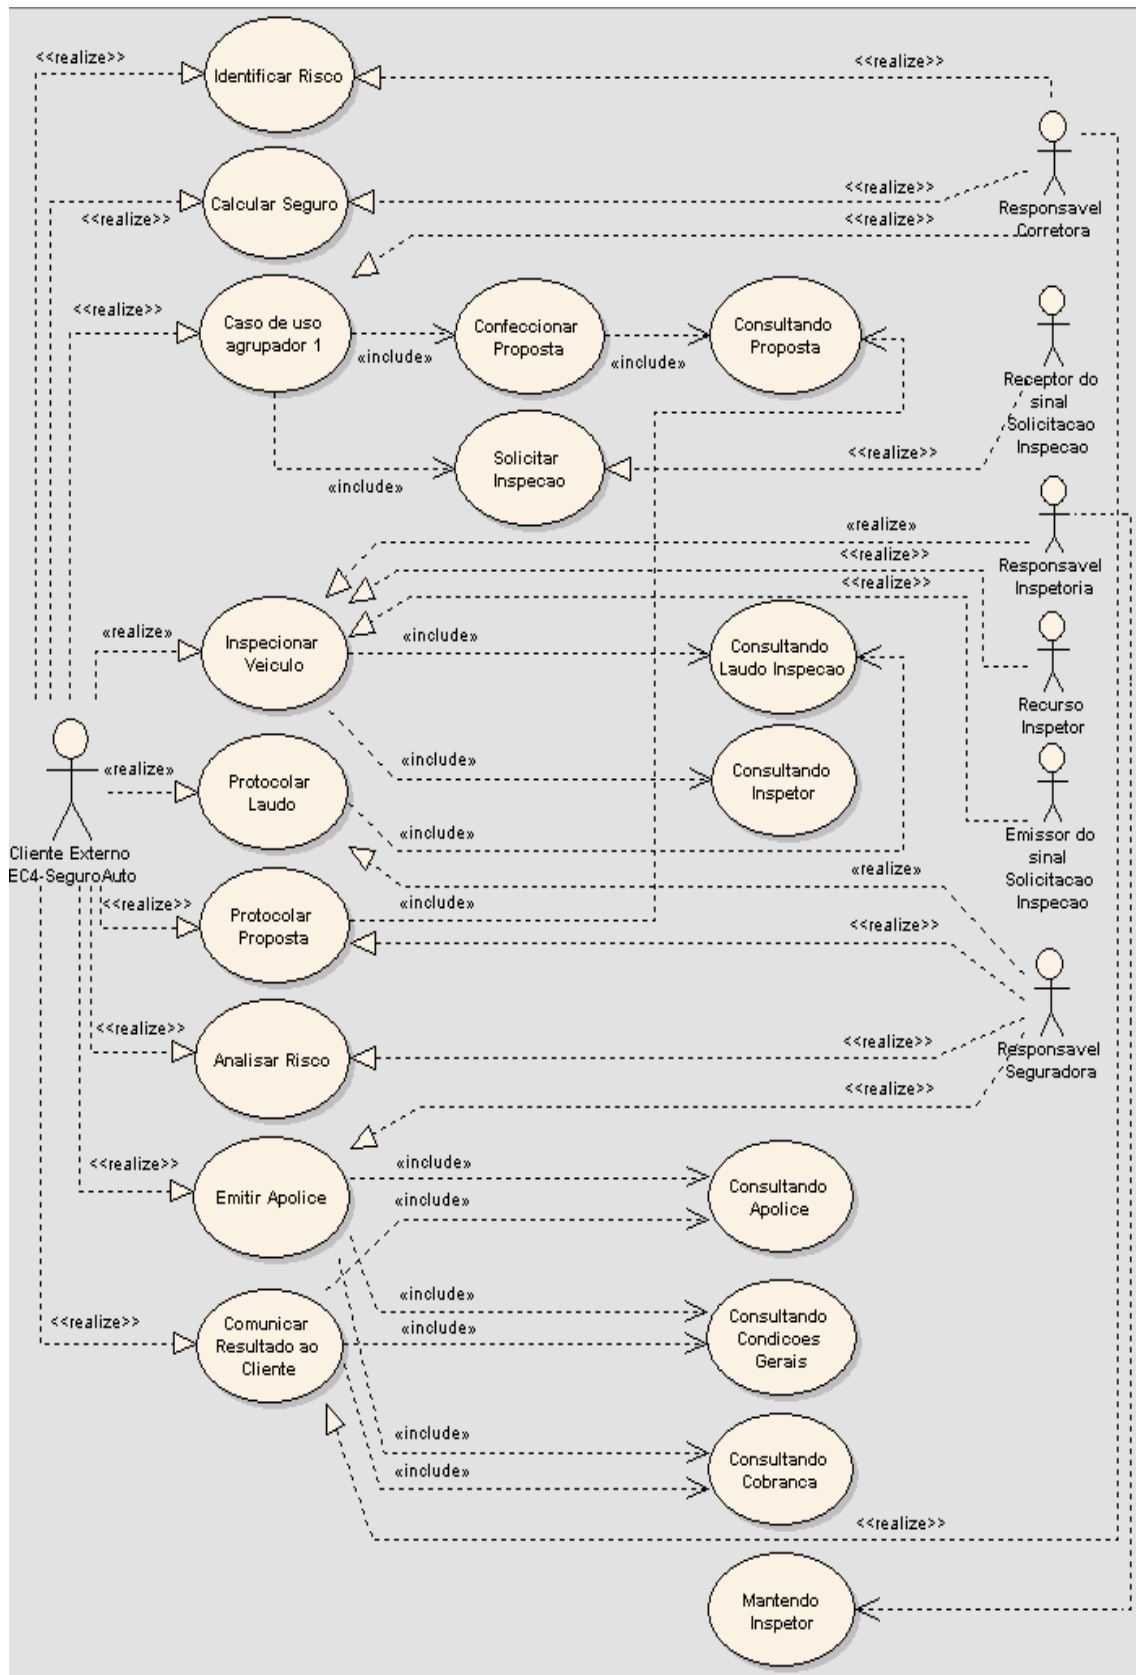 <<realize>>
Identificar Risco
<<realize>>
Calcular Seguro
<<realize>>
<<realize>>
<<realize>>
Responsavel
Corretora
<<realize>>
Caso de uso
agrupador 1
«include»
Confeccionar
Proposta
«include»
Consultando
Proposta
Receptor do
sinal
Solicitacao
Inspecao
Solicitar
Inspecao
«include»
<<realize>>
«realize»
<<realize>>
<<realize>>
Responsavel
Inspetoria
«realize»
Inspecionar
Veiculo
«include»
Consultando
Laudo Inspecao
Recurso
Inspetor
«realize»
Protocolar
Laudo
«include»
Consultando
Inspetor
Cliente Externo
EC4-SeguroAuto
Emissor do
sinal
Solicitacao
Inspecao
«realize»
<<realize>>
Protocolar
Proposta
«include»
<<realize>>
<<realize>>
Analisar Risco
<<realize>>
Responsavel
Seguradora
<<realize>>
<<realize>>
Emitir Apolice
«include»
«include»
Consultando
Apolice
<<realize>>
Comunicar
Resultado ao
Cliente
«include»
«include»
Consultando
Condicoes
Gerais
«include»
«include»
Consultando
Cobranca
<<realize>>
Mantendo
Inspetor